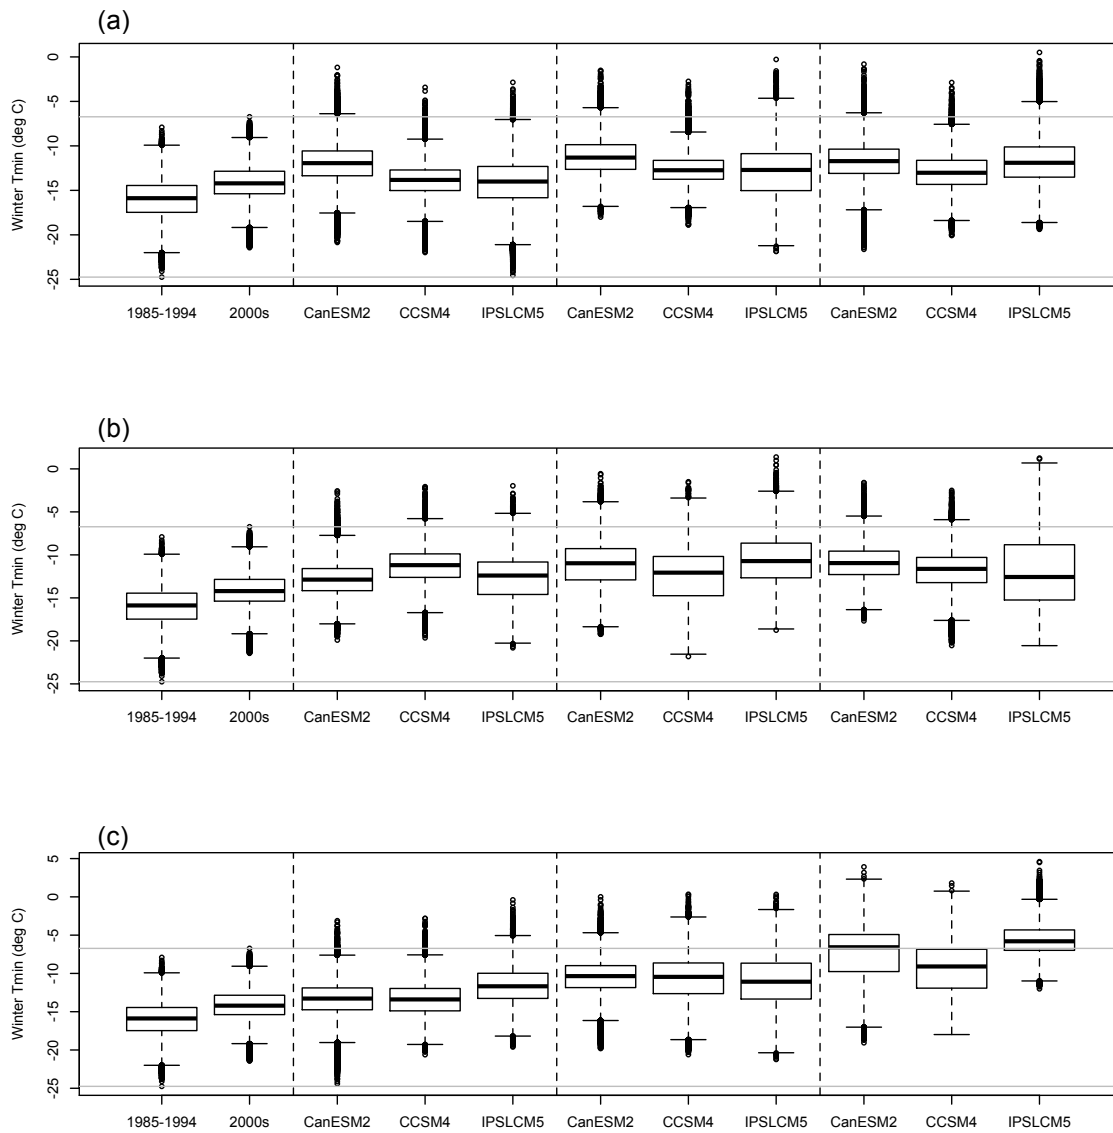 (a)
Winter Tmin (deg C)
0
-5
-10
-15
-20
-25
1985-1994 2000s CanESM2 CCSM4 IPSLCM5 CanESM2 CCSM4 IPSLCM5 CanESM2 CCSM4 IPSLCM5
(b)
Winter Tmin (deg C)
0
-5
-10
-15
-20
-25
1985-1994 2000s CanESM2 CCSM4 IPSLCM5 CanESM2 CCSM4 IPSLCM5 CanESM2 CCSM4 IPSLCM5
(c)
Winter Tmin (deg C)
5
0
-5
-10
-15
-20
-25
1985-1994 2000s CanESM2 CCSM4 IPSLCM5 CanESM2 CCSM4 IPSLCM5 CanESM2 CCSM4 IPSLCM5